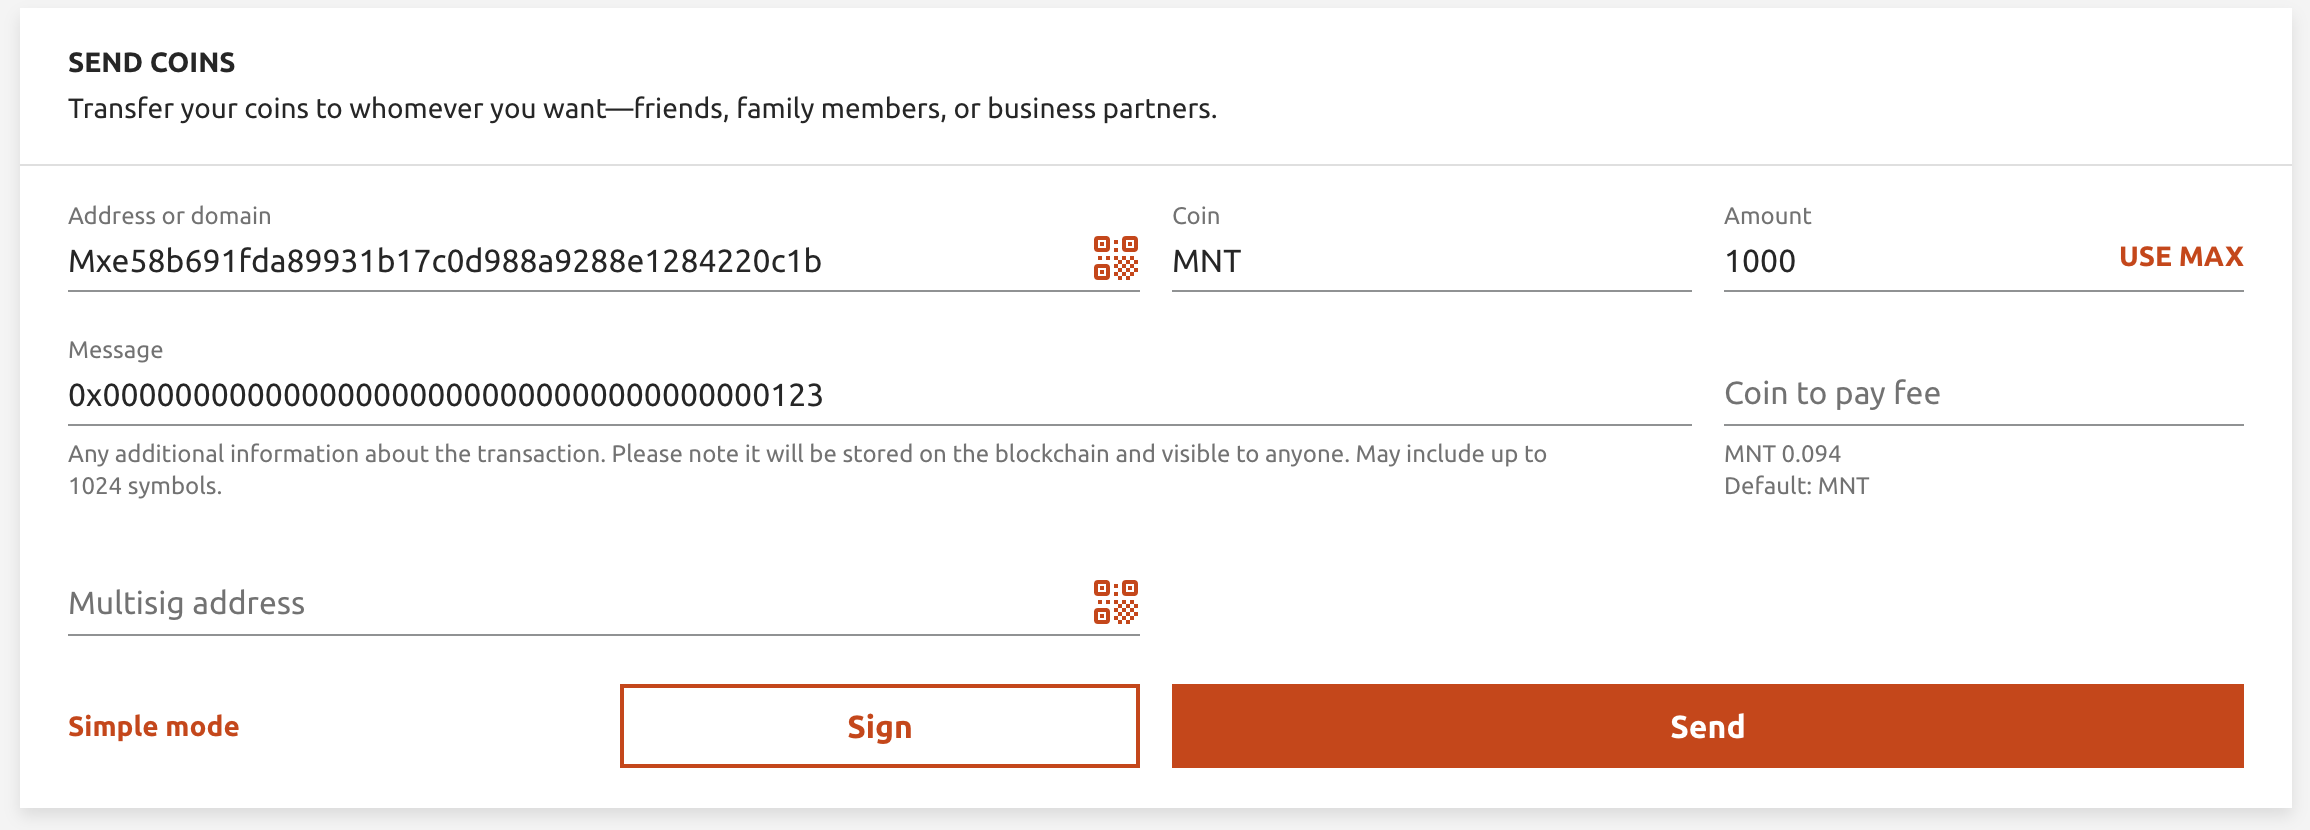 SEND COINS
Transfer your coins to whomever you want—friends, family members, or business partners.
Address or domain
Mxe58b691fda89931b17c0d988a9288e1284220c1b
Coin
MNT
Amount
1000
USE MAX
Message
0x0000000000000000000000000000000000000123
Coin to pay fee
Any additional information about the transaction. Please note it will be stored on the blockchain and visible to anyone. May include up to
1024 symbols.
MNT 0.094
Default: MNT
Multisig address
Simple mode
Sign
Send